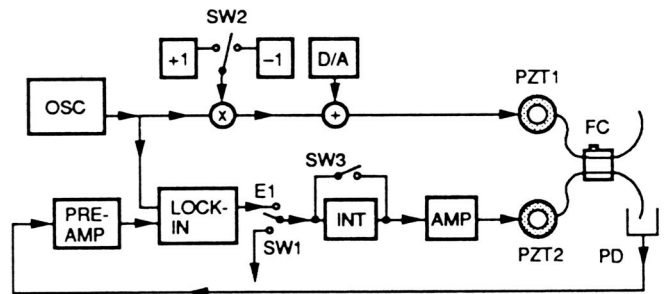 SW2
+1
−1
D/A
PZT1
OSC
X
+
FC
SW3
E1
PRE-
AMP
LOCK-
IN
SW1
INT
AMP
PZT2
PD